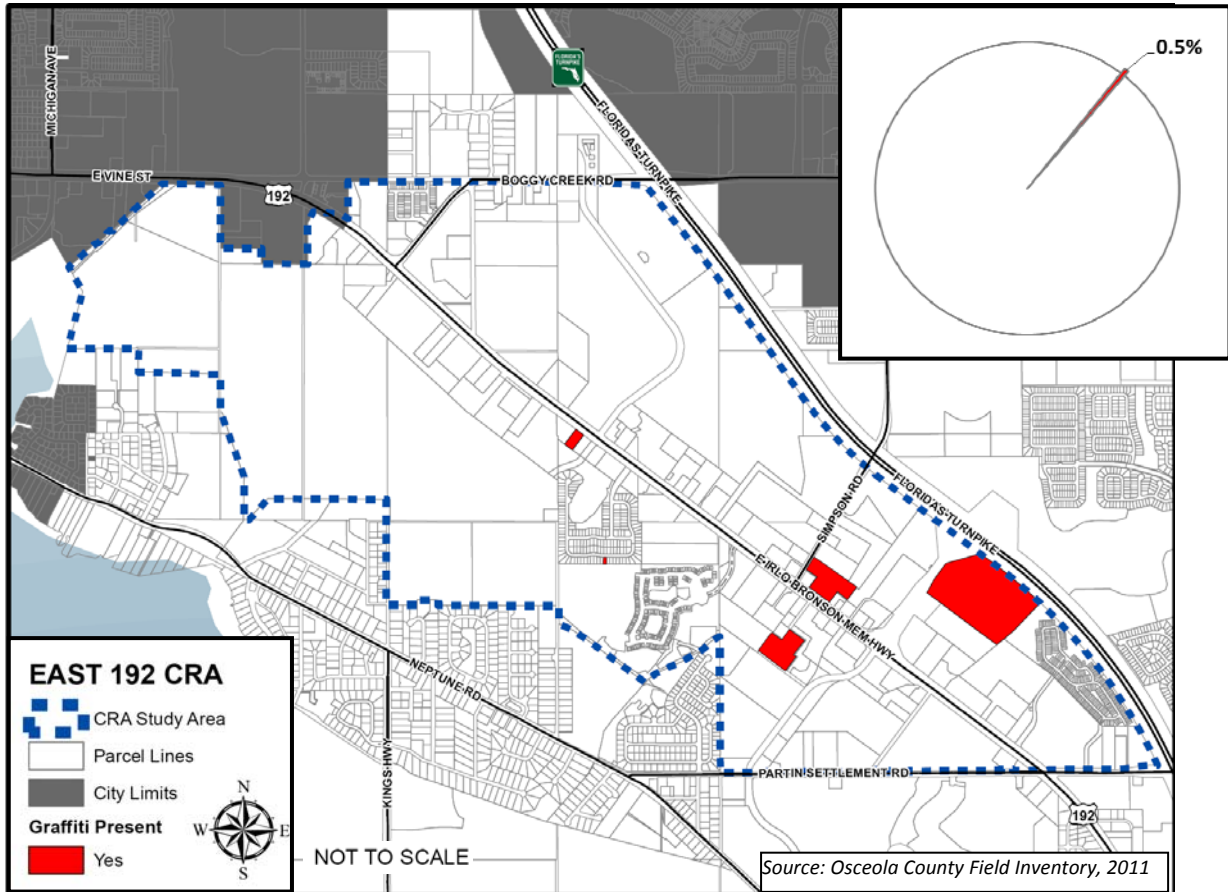 MICHIGAN AVE
FLORIDA'S
TURNPIKE
0.5%
FLORIDAS TURNPIKE
E VINE ST
192
BOGGY CREEK RD
SIMPSON RD
FLORIDAS TURNPIKE
E IRLO BRONSON MEM HWY
NEPTUNE RD
KINGS HWY
PARTIN SETTLEMENT RD
192
EAST 192 CRA
CRA Study Area
Parcel Lines
City Limits
Graffiti Present
Yes
N
W E
S
NOT TO SCALE
Source: Osceola County Field Inventory, 2011